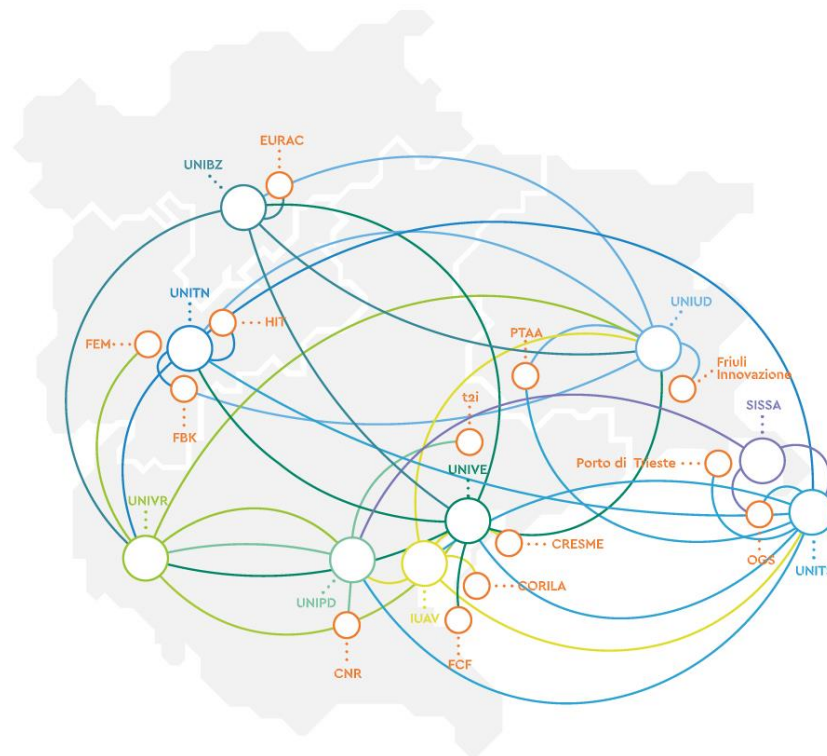 EURAC
UNIBZ
UNITN
HIT
FEM
FBK
UNIUD
PTAA
Friuli
Innovazione
t2i
SISSA
UNIVE
Porto di Trieste
UNIVR
CRESME
OGS
UNIT
CORILA
UNIPD
IUAV
CNR
FCF